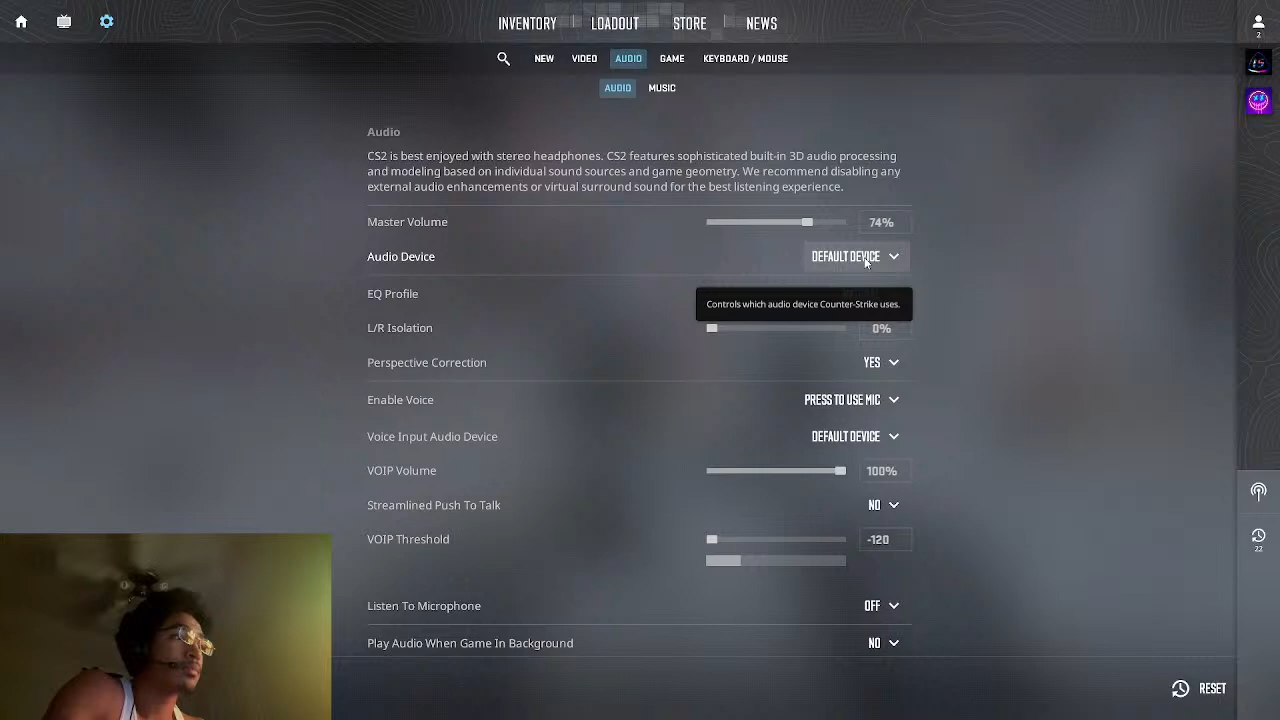 INVENTORY LOADOUT STORE NEWS
2
NEW VIDEO AUDIO GAME KEYBOARD / MOUSE
AUDIO MUSIC
Audio
CS2 is best enjoyed with stereo headphones. CS2 features sophisticated built-in 3D audio processing
and modeling based on individual sound sources and game geometry. We recommend disabling any
external audio enhancements or virtual surround sound for the best listening experience.
Master Volume 74%
Audio Device DEFAULT DEVICE
EQ Profile
Controls which audio device Counter-Strike uses.
L/R Isolation 0%
Perspective Correction YES
Enable Voice PRESS TO USE MIC
Voice Input Audio Device DEFAULT DEVICE
VOIP Volume 100%
Streamlined Push To Talk NO
VOIP Threshold -120
22
Listen To Microphone OFF
Play Audio When Game In Background NO
RESET